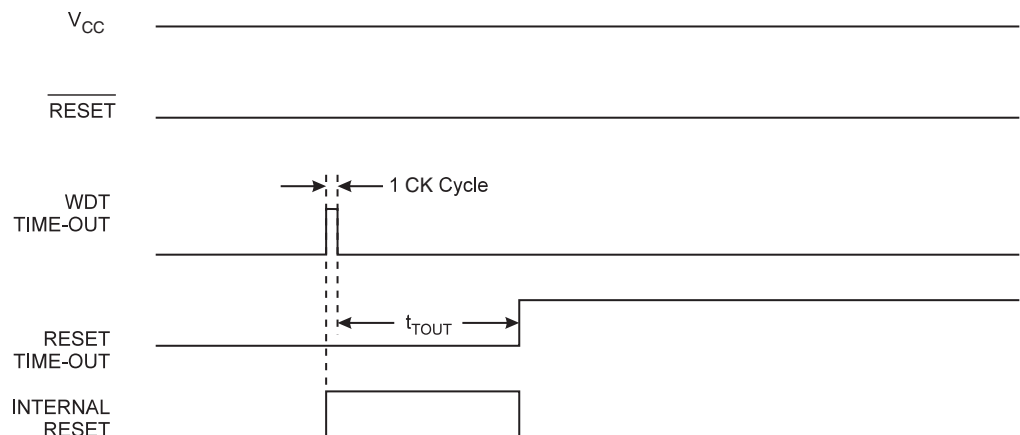 VCC
RESET
1 CK Cycle
WDT
TIME-OUT
tTOUT
RESET
TIME-OUT
INTERNAL
RESET